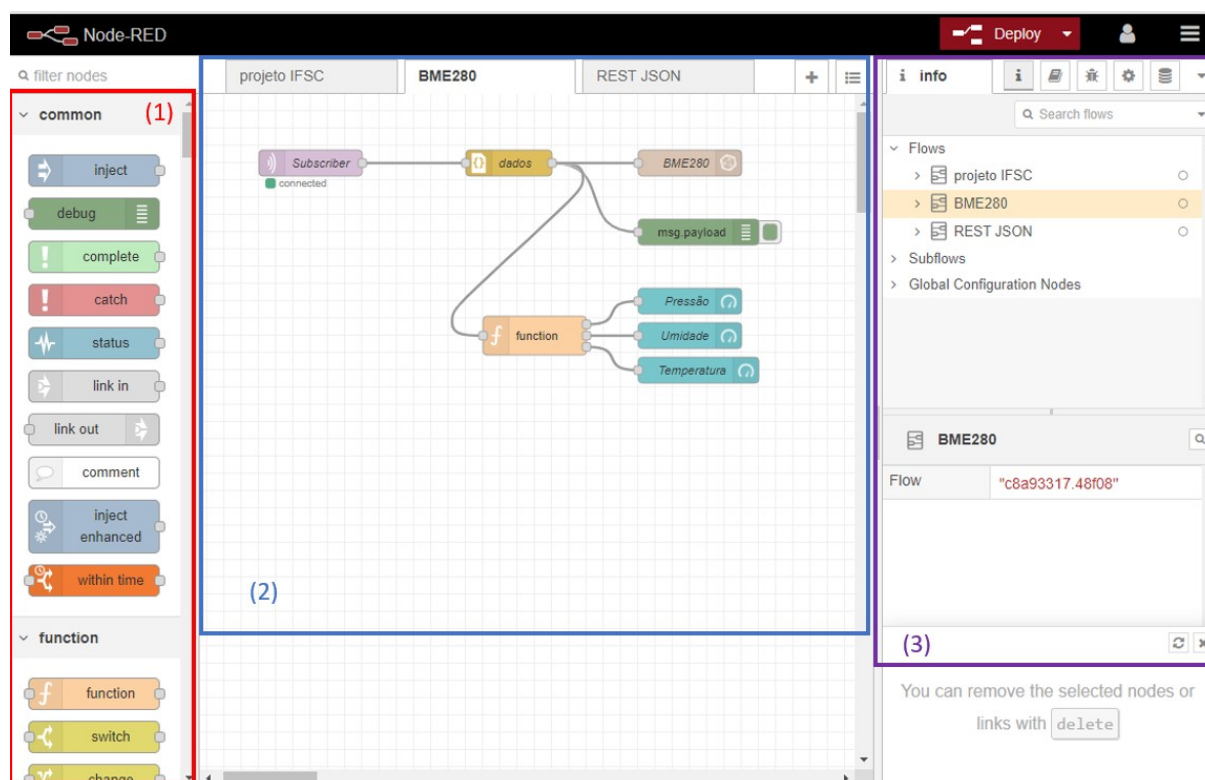 Node-RED
Deploy
filter nodes
common
(1)
inject
debug
complete
catch
status
link in
link out
comment
inject
enhanced
within time
function
function
switch
change
projeto IFSC
BME280
REST JSON
Subscriber
connected
dados
BME280
msg.payload
function
Pressão
Umidade
Temperatura
(2)
i info
i
Search flows
Flows
projeto IFSC
BME280
REST JSON
Subflows
Global Configuration Nodes
BME280
Flow "c8a93317.48f08"
(3)
You can remove the selected nodes or
links with delete